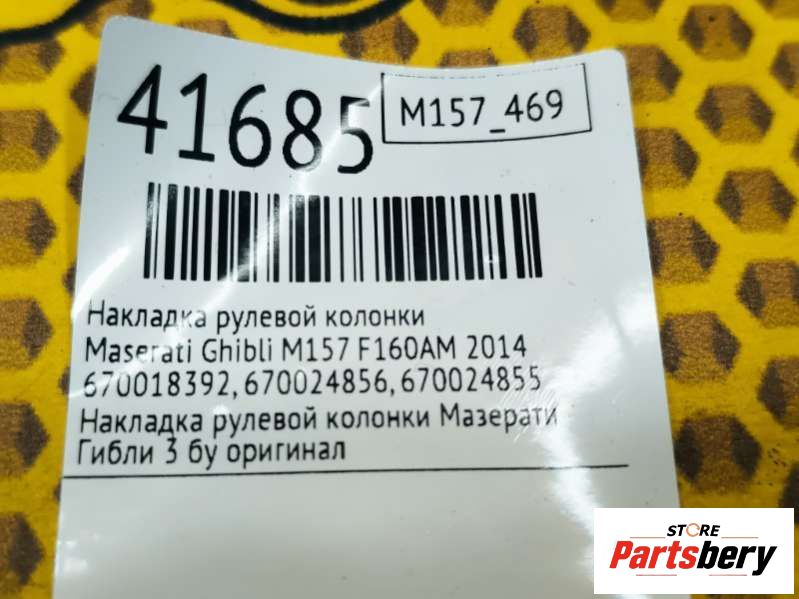 41685
M157_469
Накладка рулевой колонки
Maserati Ghibli M157 F160AM 2014
670018392, 670024856, 670024855
Накладка рулевой колонки Мазерати
Гибли 3 бу оригинал
STORE
Partsbery